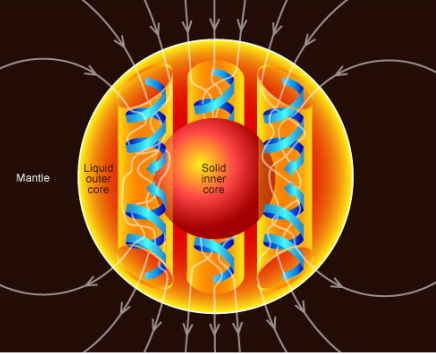 Mantle
Liquid
outer
core
Solid
inner
core